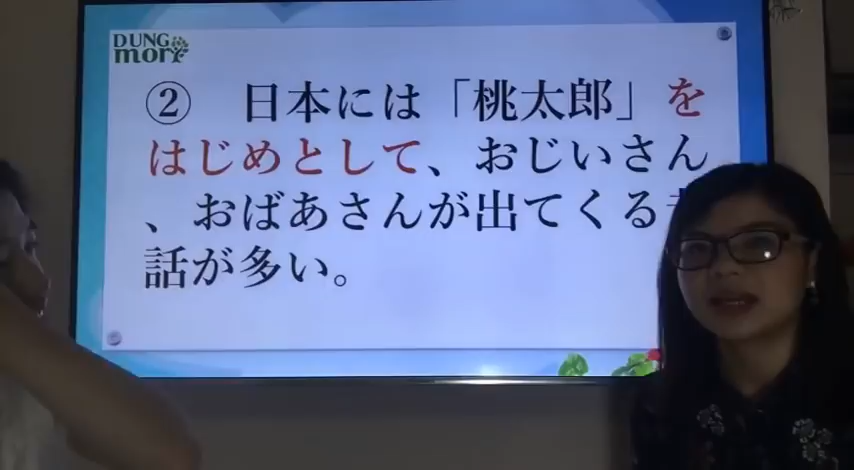 DUNG
mori
② 日本には「桃太郎」を
はじめとして、おじいさん
、おばあさんが出てくる
話が多い。